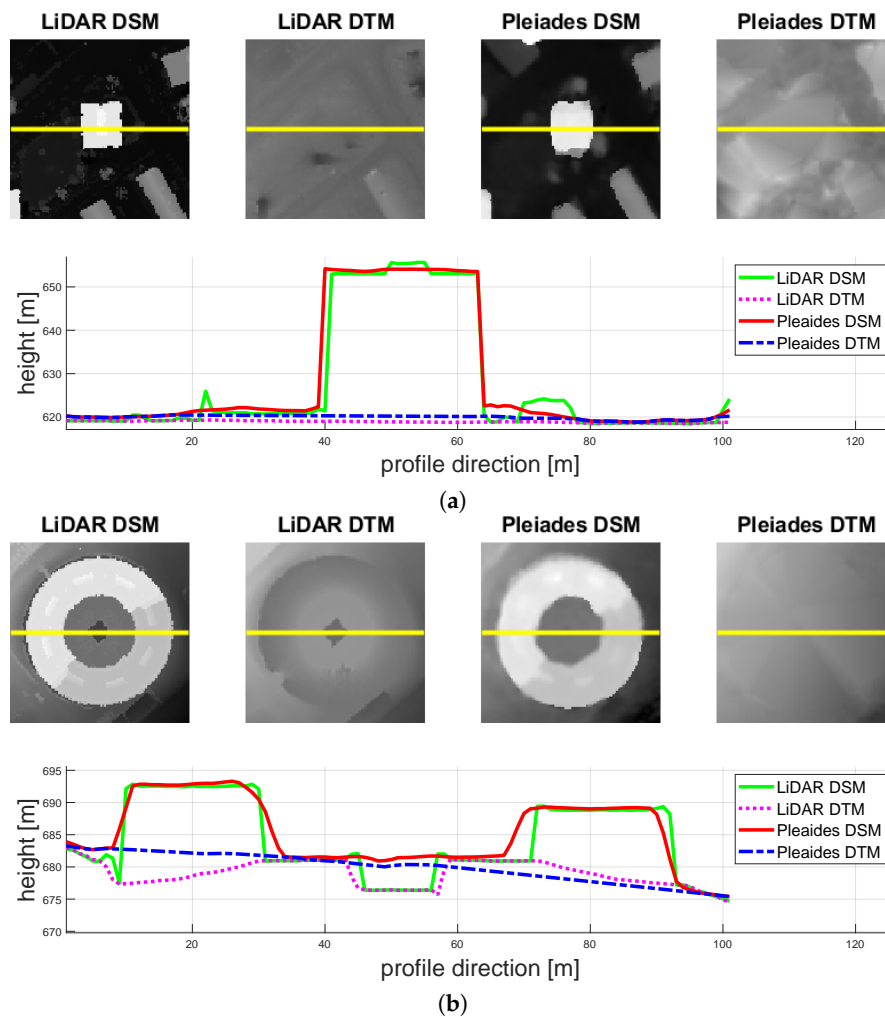 LiDAR DSM LiDAR DTM Pleiades DSM Pleiades DTM
650
640
630
620
height [m]
20 40 60 80 100 120
profile direction [m]
LiDAR DSM
LiDAR DTM
Pleaides DSM
Pleaides DTM
(a)
LiDAR DSM LiDAR DTM Pleiades DSM Pleiades DTM
695
690
685
680
675
670
height [m]
20 40 60 80 100 120
profile direction [m]
LiDAR DSM
LiDAR DTM
Pleaides DSM
Pleaides DTM
(b)